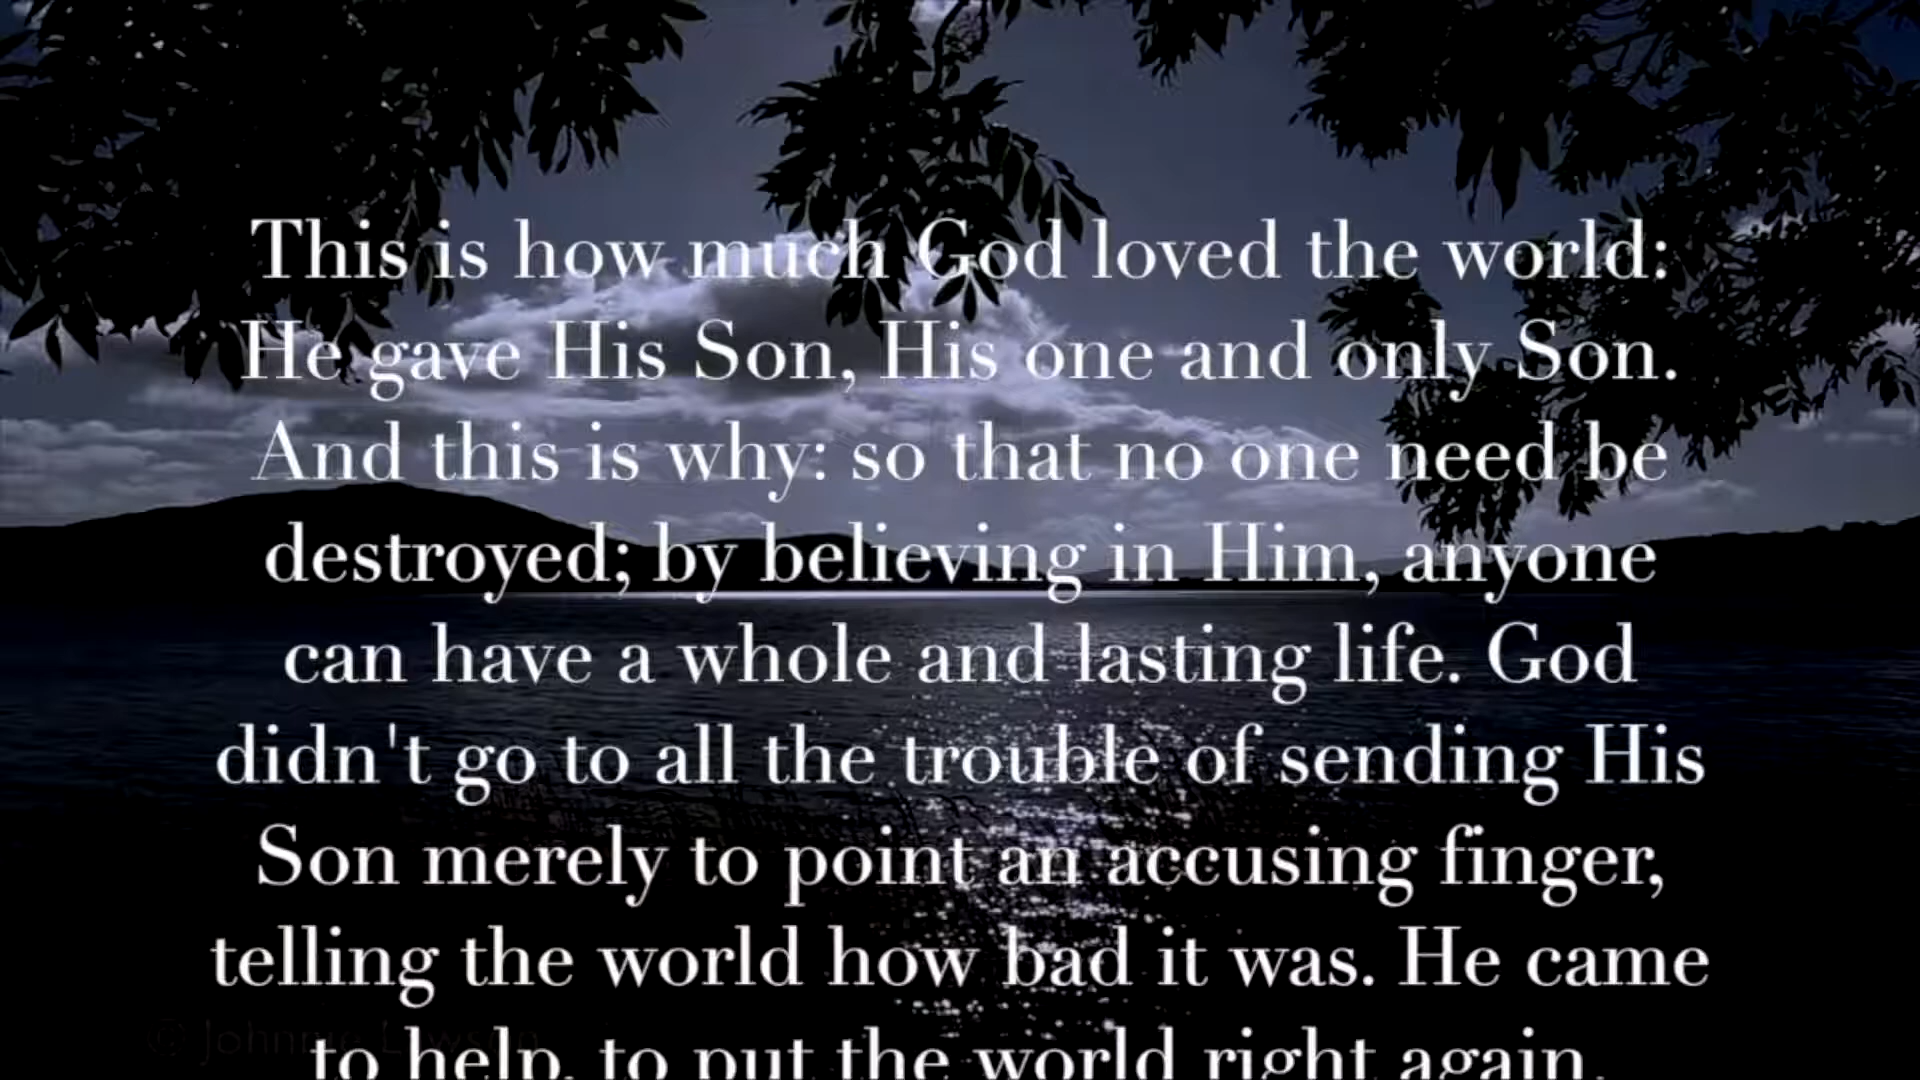 This is how much God loved the world:
He gave His Son, His one and only Son.
And this is why: so that no one need be
destroyed; by believing in Him, anyone
can have a whole and lasting life. God
didn't go to all the trouble of sending His
Son merely to point an accusing finger,
telling the world how bad it was. He came
to help, to put the world right again.
© Johnnie Lawson